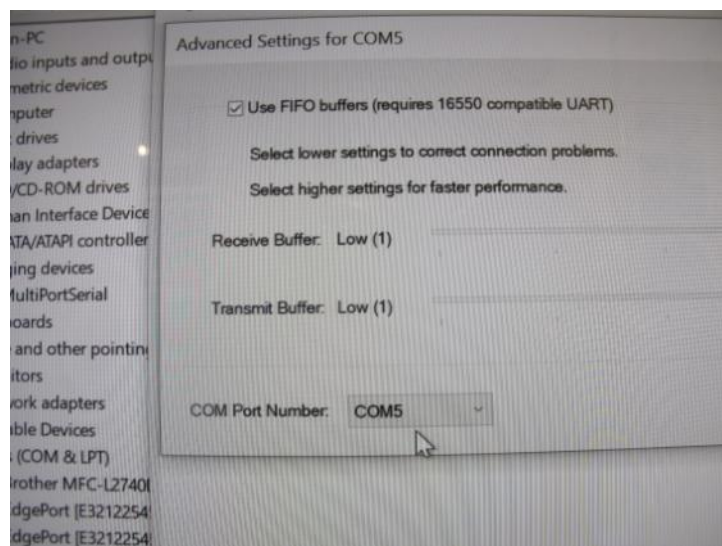 n-PC
dio inputs and outpu
metric devices
nputer
drives
lay adapters
/CD-ROM drives
an Interface Device
ATA/ATAPI controller
ging devices
MultiPortSerial
oards
and other pointing
itors
ork adapters
able Devices
(COM & LPT)
rother MFC-L2740
dgePort [E3212254
dgePort [E3212254
Advanced Settings for COM5
Use FIFO buffers (requires 16550 compatible UART)
Select lower settings to correct connection problems.
Select higher settings for faster performance.
Receive Buffer: Low (1)
Transmit Buffer: Low (1)
COM Port Number: COM5